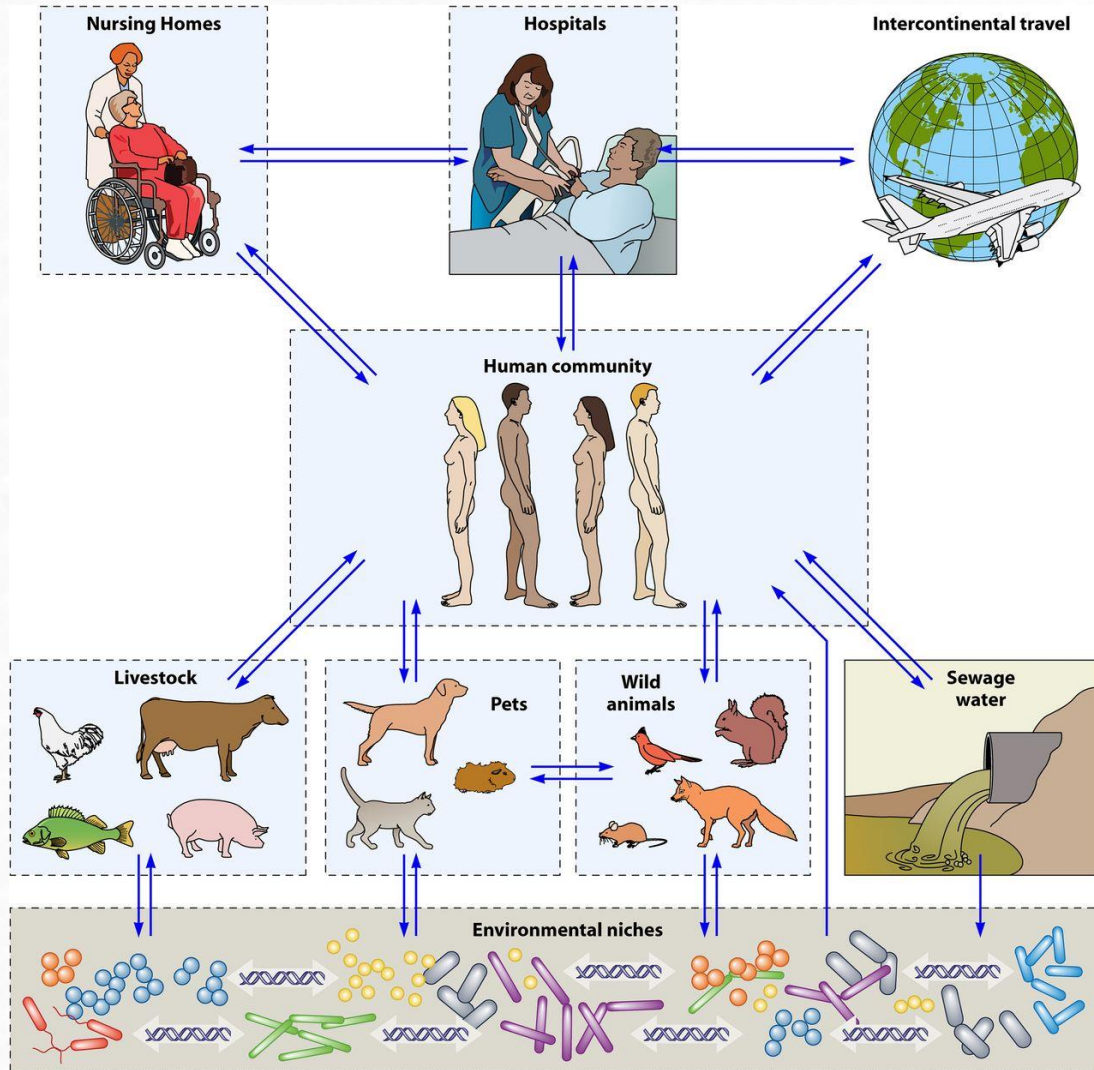 Nursing Homes
Hospitals
Intercontinental travel
Human community
Livestock
Pets
Wild
animals
Sewage
water
Environmental niches